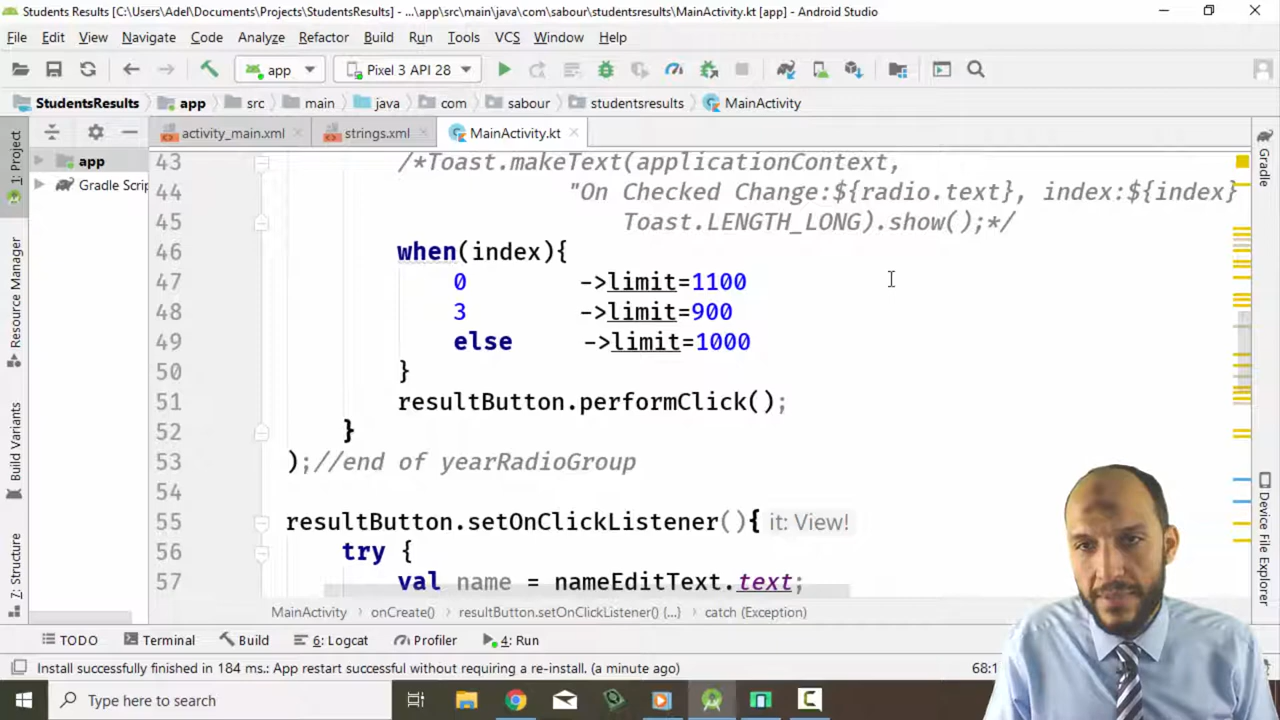 Students Results [C:\Users\Adel\Documents\Projects\StudentsResults] - ...\app\src\main\java\com\sabour\studentsresults\MainActivity.kt [app] - Android Studio
File Edit View Navigate Code Analyze Refactor Build Run Tools VCS Window Help
app Pixel 3 API 28
StudentsResults app src main java com sabour studentsresults MainActivity
1: Project
activity_main.xml strings.xml MainActivity.kt
Gradle
app
Gradle Scrip
43 /*Toast.makeText(applicationContext,
44 "On Checked Change:${radio.text}, index:${index}
45 Toast.LENGTH_LONG).show();*/
46 when(index){
47 0 ->limit=1100
48 3 ->limit=900
49 else ->limit=1000
50 }
51 resultButton.performClick();
52 }
53 );//end of yearRadioGroup
54
55 resultButton.setOnClickListener(){ it: View!
56 try {
57 val name = nameEditText.text;
Resource Manager
Build Variants
7: Structure
Device File Explorer
MainActivity onCreate() resultButton.setOnClickListener() {...} catch (Exception)
TODO Terminal Build 6: Logcat Profiler 4: Run
Install successfully finished in 184 ms.: App restart successful without requiring a re-install. (a minute ago)
68:1
Type here to search